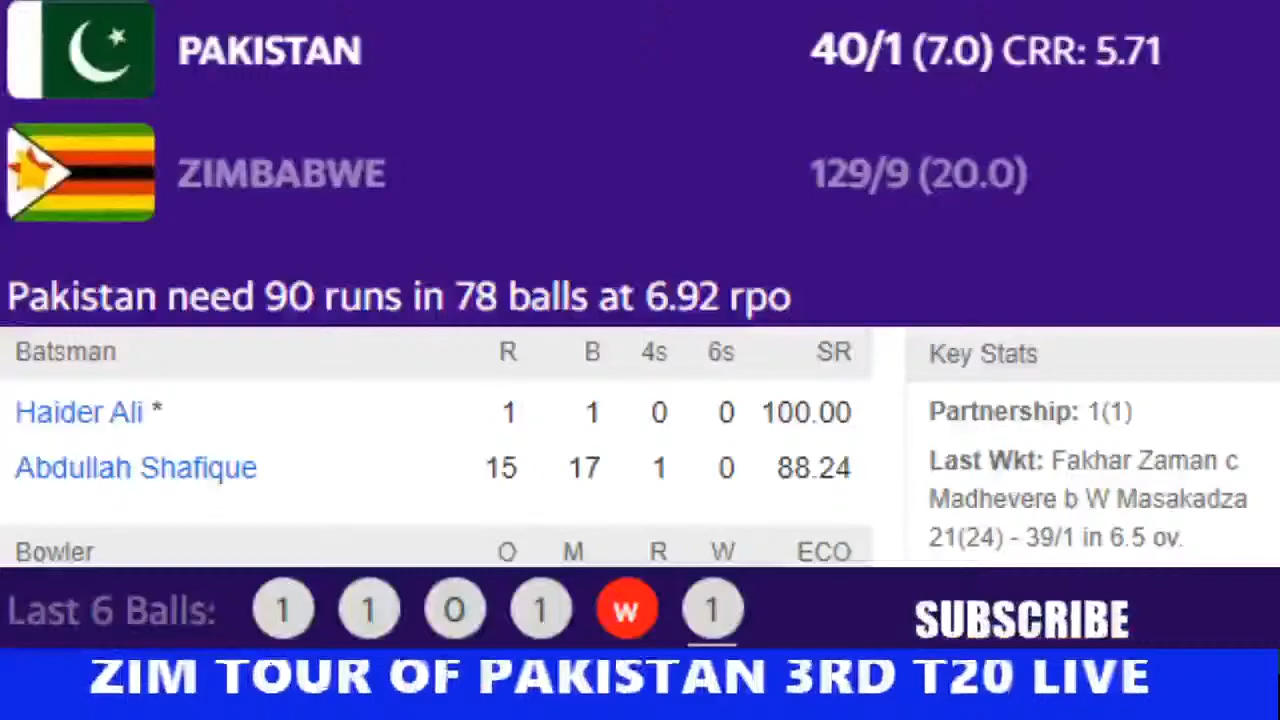 PAKISTAN 40/1 (7.0) CRR: 5.71
ZIMBABWE 129/9 (20.0)
Pakistan need 90 runs in 78 balls at 6.92 rpo
Batsman R B 4s 6s SR
Haider Ali * 1 1 0 0 100.00
Abdullah Shafique 15 17 1 0 88.24
Bowler O M R W ECO
Key Stats
Partnership: 1(1)
Last Wkt: Fakhar Zaman c
Madhevere b W Masakadza
21(24) - 39/1 in 6.5 ov.
Last 6 Balls: 1 1 0 1 w 1
SUBSCRIBE
ZIM TOUR OF PAKISTAN 3RD T20 LIVE